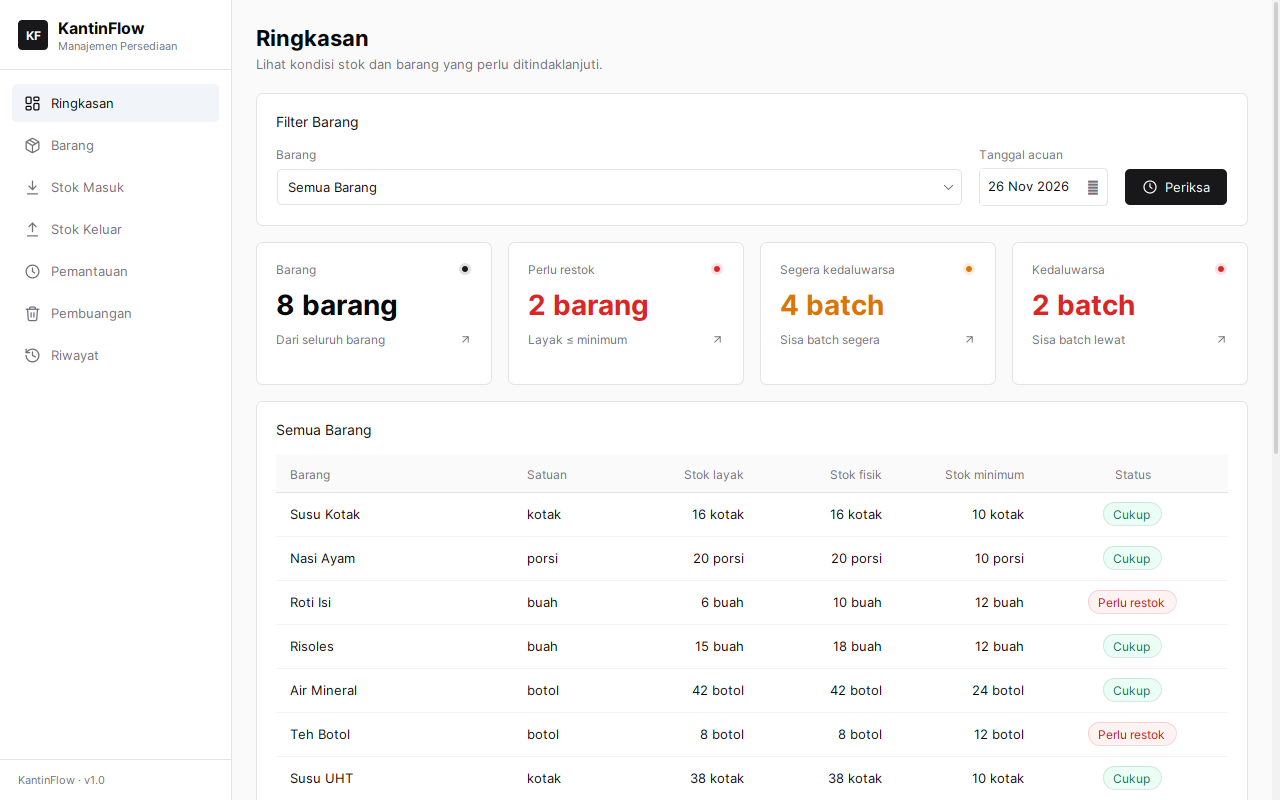 KF
KantinFlow
Manajemen Persediaan
Ringkasan
Barang
Stok Masuk
Stok Keluar
Pemantauan
Pembuangan
Riwayat
KantinFlow · v1.0
Ringkasan
Lihat kondisi stok dan barang yang perlu ditindaklanjuti.
Filter Barang
Barang Tanggal acuan
Semua Barang 26 Nov 2026 Periksa
Barang Perlu restok Segera kedaluwarsa Kedaluwarsa
8 barang 2 barang 4 batch 2 batch
Dari seluruh barang Layak ≤ minimum Sisa batch segera Sisa batch lewat
Semua Barang
Barang Satuan Stok layak Stok fisik Stok minimum Status
Susu Kotak kotak 16 kotak 16 kotak 10 kotak Cukup
Nasi Ayam porsi 20 porsi 20 porsi 10 porsi Cukup
Roti Isi buah 6 buah 10 buah 12 buah Perlu restok
Risoles buah 15 buah 18 buah 12 buah Cukup
Air Mineral botol 42 botol 42 botol 24 botol Cukup
Teh Botol botol 8 botol 8 botol 12 botol Perlu restok
Susu UHT kotak 38 kotak 38 kotak 10 kotak Cukup